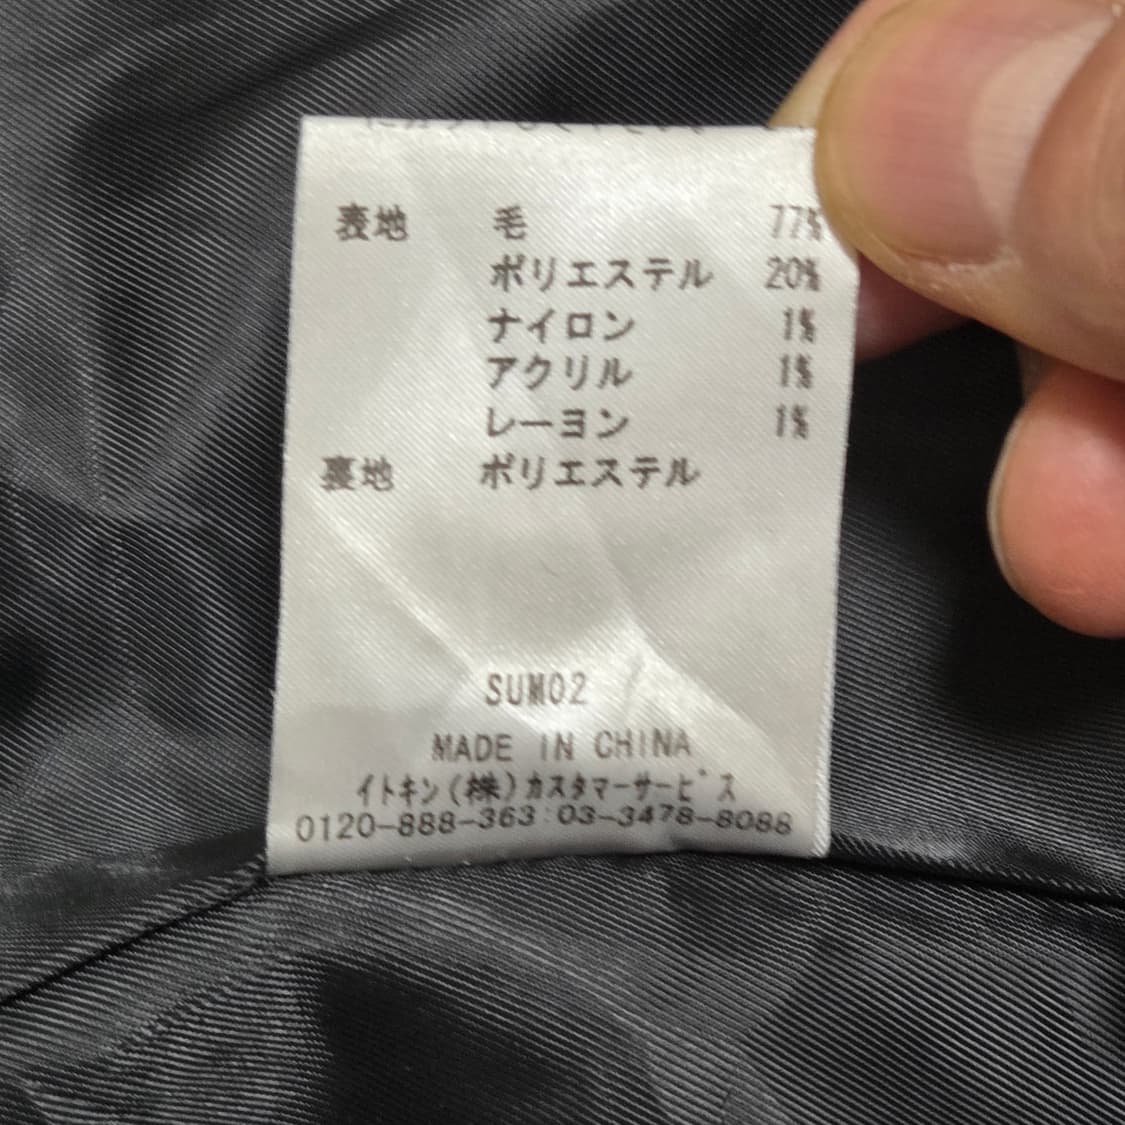 表地 毛 77%
ポリエステル 20%
ナイロン 1%
アクリル 1%
レーヨン 1%
裏地 ポリエステル
SUM02
MADE IN CHINA
イトキン(株)カスタマーサービス
0120-888-363:03-3478-8088